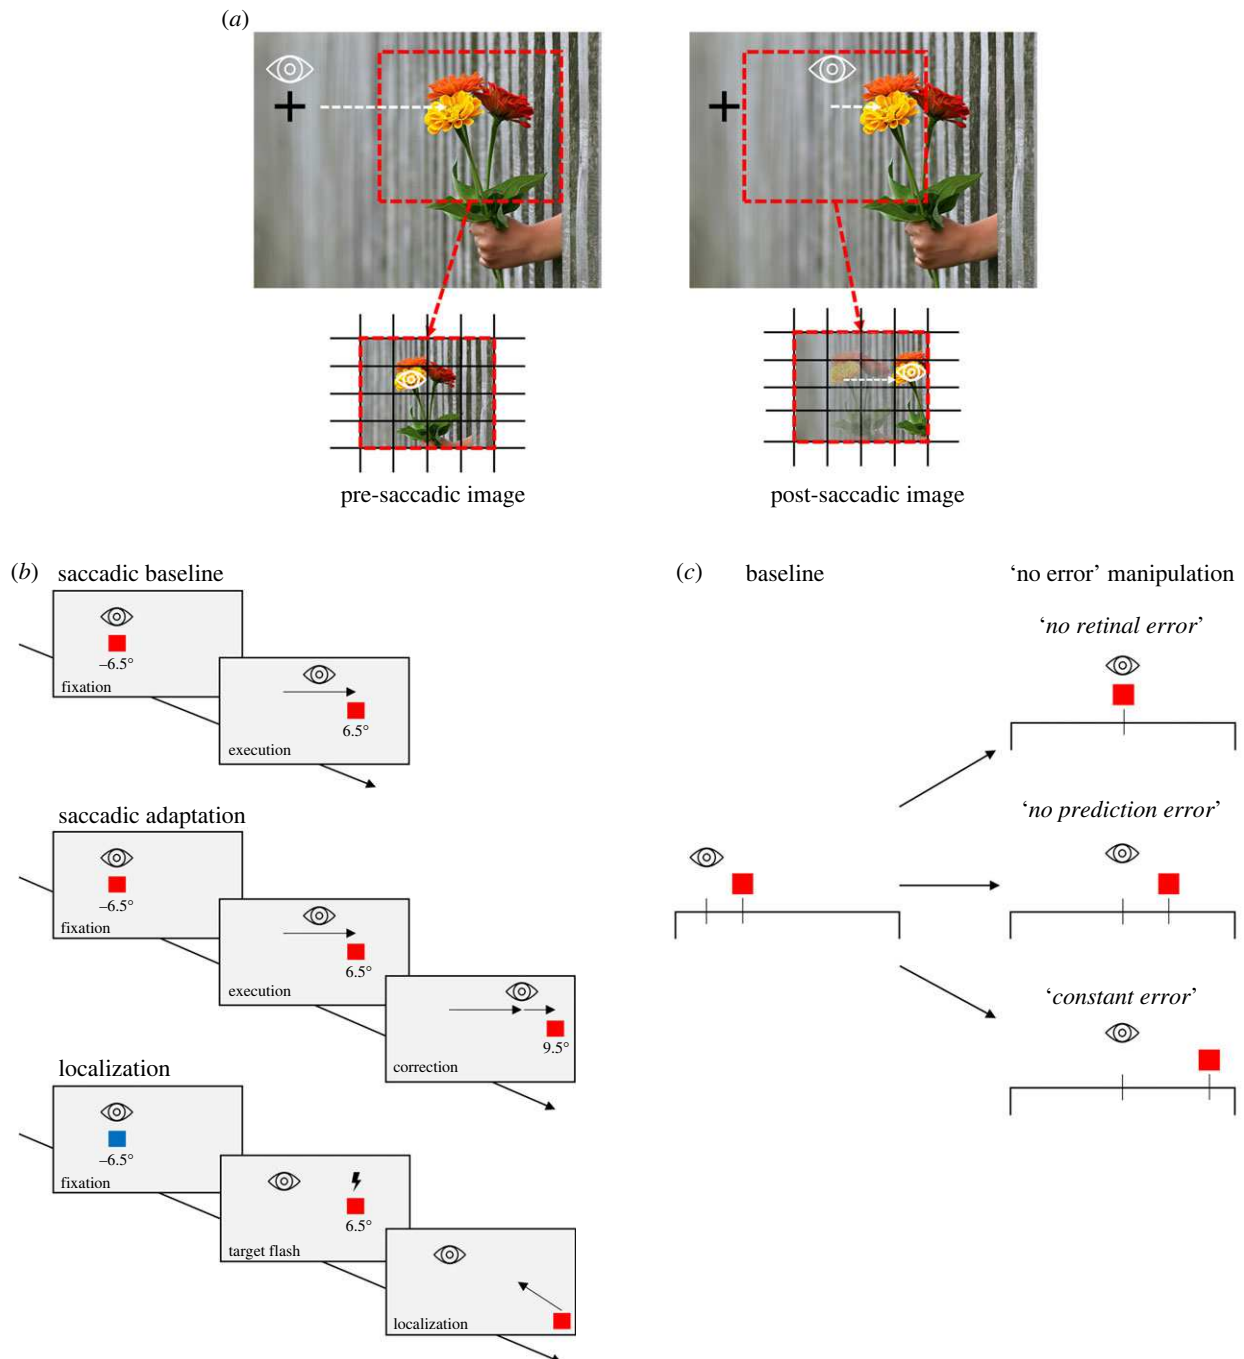 (a)
pre-saccadic image
post-saccadic image
(b) saccadic baseline
–6.5°
fixation
6.5°
execution
saccadic adaptation
–6.5°
fixation
6.5°
execution
9.5°
correction
localization
–6.5°
fixation
6.5°
target flash
localization
(c) baseline
‘no error’ manipulation
‘no retinal error’
‘no prediction error’
‘constant error’